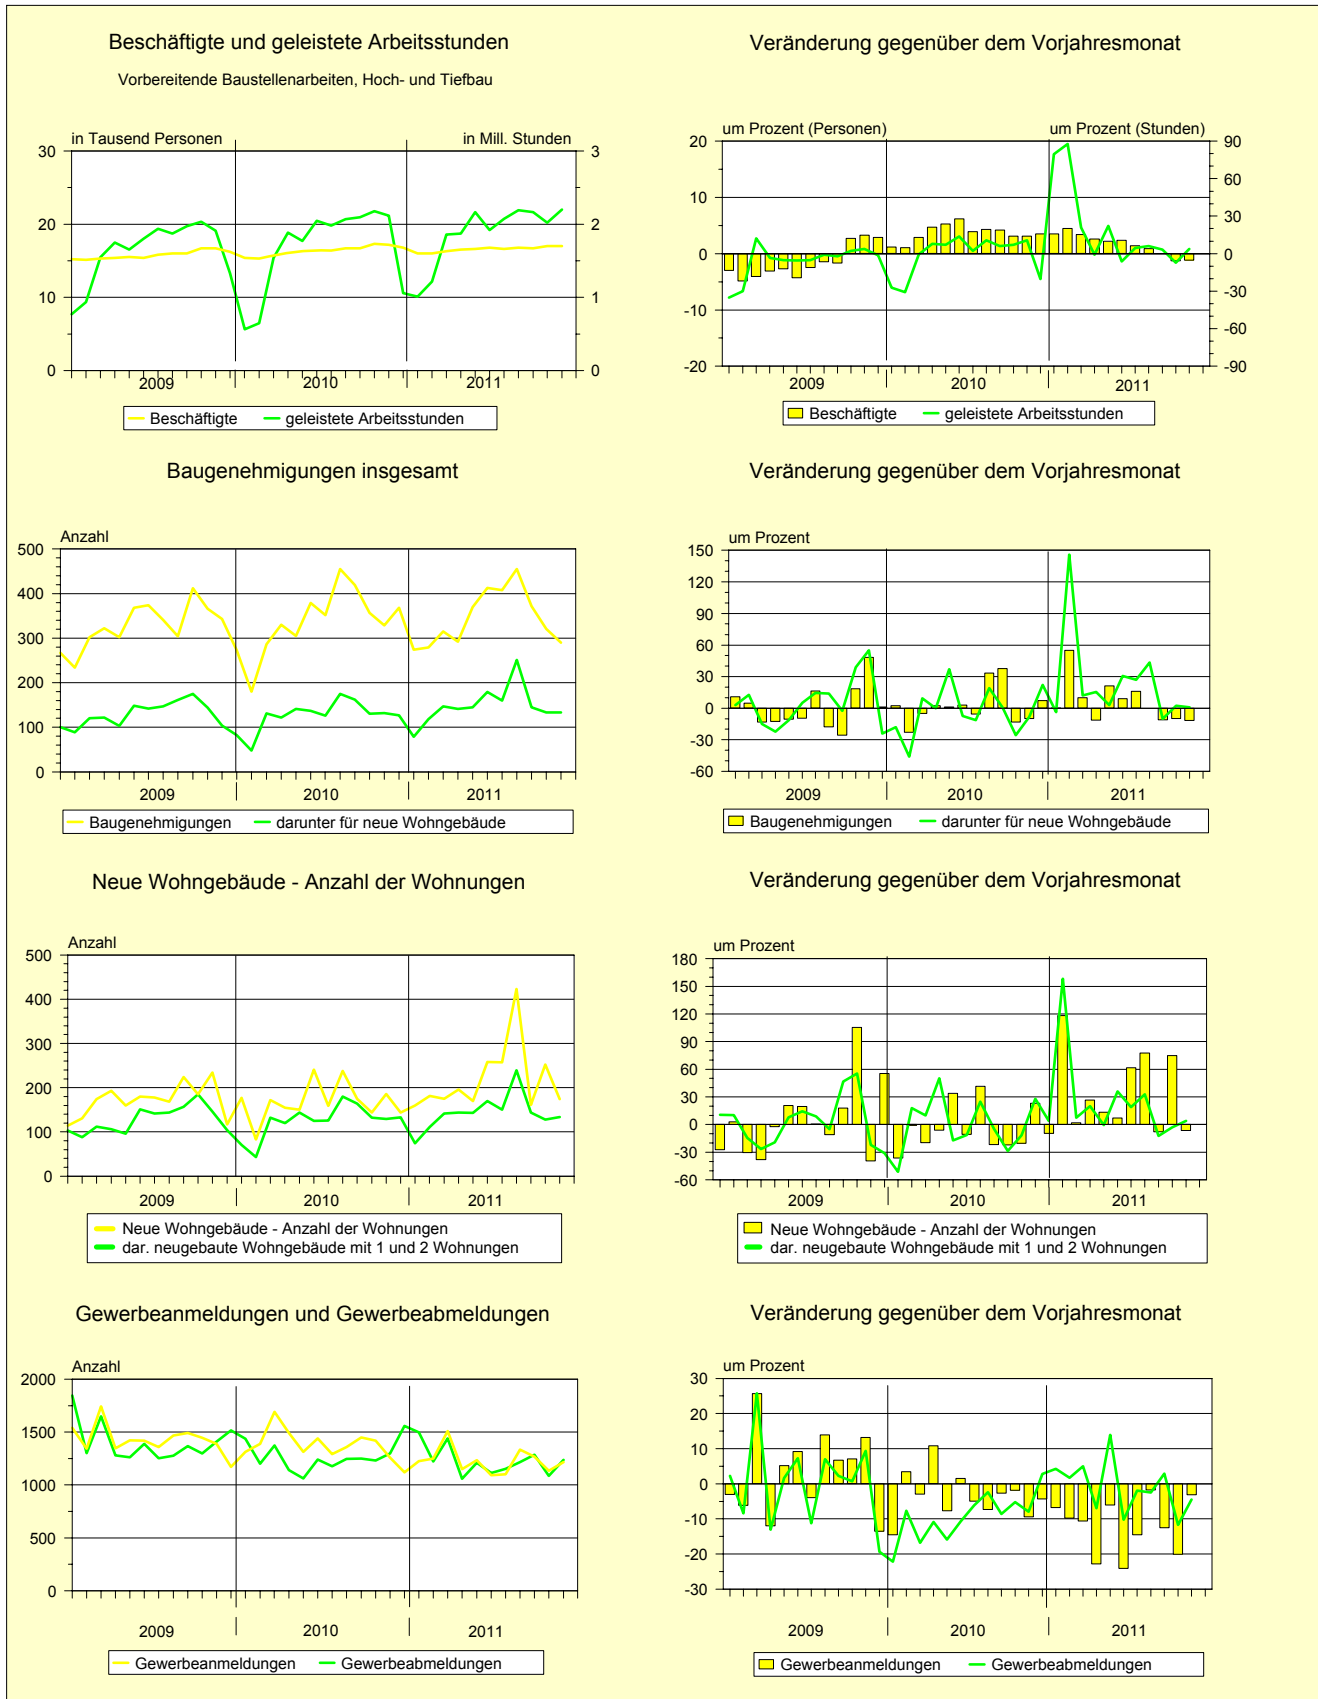 Beschäftigte und geleistete Arbeitsstunden
Vorbereitende Baustellenarbeiten, Hoch- und Tiefbau
in Tausend Personen
in Mill. Stunden
30
20
10
0
3
2
1
0
2009
2010
2011
Beschäftigte
geleistete Arbeitsstunden
Veränderung gegenüber dem Vorjahresmonat
um Prozent (Personen)
um Prozent (Stunden)
20
10
0
-10
-20
90
60
30
0
-30
-60
-90
2009
2010
2011
Beschäftigte
geleistete Arbeitsstunden
Baugenehmigungen insgesamt
Anzahl
500
400
300
200
100
0
2009
2010
2011
Baugenehmigungen
darunter für neue Wohngebäude
Veränderung gegenüber dem Vorjahresmonat
um Prozent
150
120
90
60
30
0
-30
-60
2009
2010
2011
Baugenehmigungen
darunter für neue Wohngebäude
Neue Wohngebäude - Anzahl der Wohnungen
Anzahl
500
400
300
200
100
0
2009
2010
2011
Neue Wohngebäude - Anzahl der Wohnungen
dar. neugebaute Wohngebäude mit 1 und 2 Wohnungen
Veränderung gegenüber dem Vorjahresmonat
um Prozent
180
150
120
90
60
30
0
-30
-60
2009
2010
2011
Neue Wohngebäude - Anzahl der Wohnungen
dar. neugebaute Wohngebäude mit 1 und 2 Wohnungen
Gewerbeanmeldungen und Gewerbeabmeldungen
Anzahl
2000
1500
1000
500
0
2009
2010
2011
Gewerbeanmeldungen
Gewerbeabmeldungen
Veränderung gegenüber dem Vorjahresmonat
um Prozent
30
20
10
0
-10
-20
-30
2009
2010
2011
Gewerbeanmeldungen
Gewerbeabmeldungen